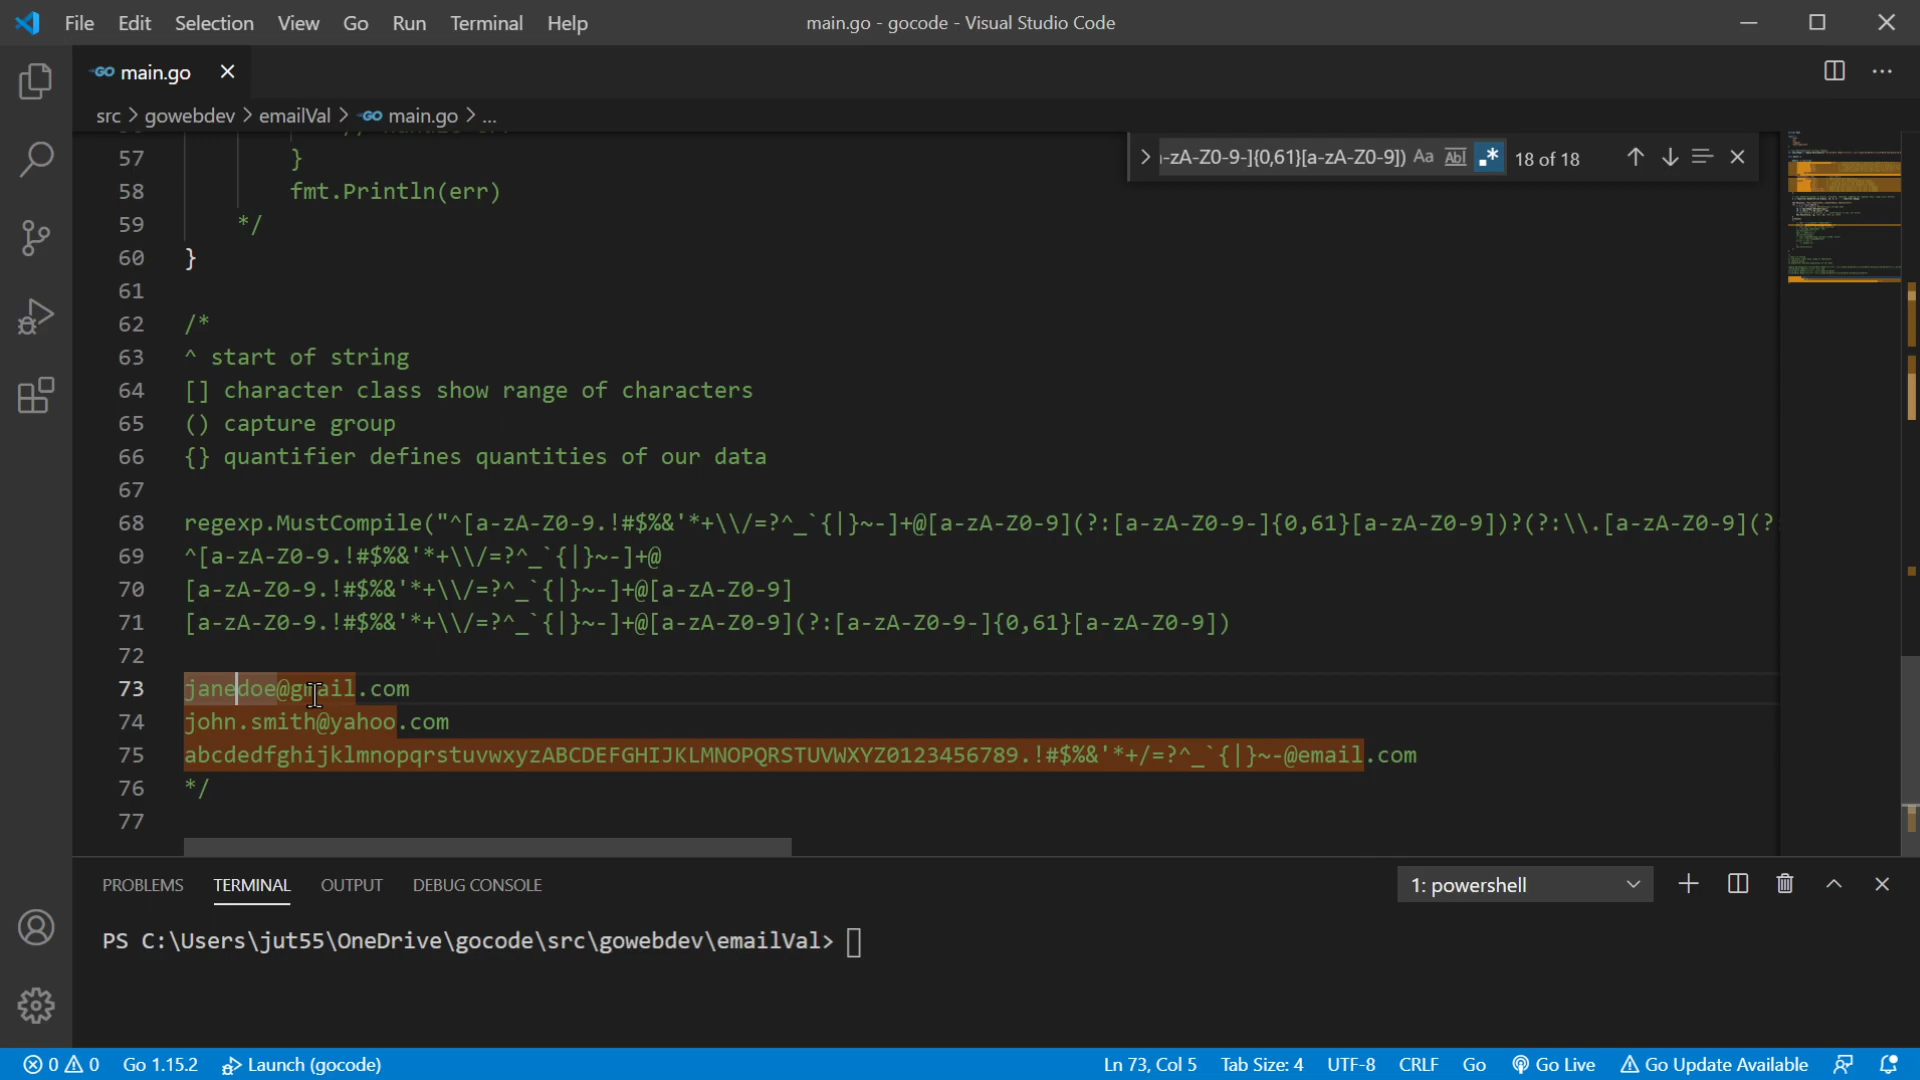 File Edit Selection View Go Run Terminal Help
main.go - gocode - Visual Studio Code
GO main.go
src > gowebdev > emailVal > GO main.go > ...
-zA-Z0-9-]{0,61}[a-zA-Z0-9]) Aa Abl .* 18 of 18
57 }
58 fmt.Println(err)
59 */
60 }
61
62 /*
63 ^ start of string
64 [] character class show range of characters
65 () capture group
66 {} quantifier defines quantities of our data
67
68 regexp.MustCompile("^[a-zA-Z0-9.!#$%&'*+\\/=?^_`{|}~-]+@[a-zA-Z0-9](?:[a-zA-Z0-9-]{0,61}[a-zA-Z0-9])?(?:\\.[a-zA-Z0-9](?
69 ^[a-zA-Z0-9.!#$%&'*+\\/=?^_`{|}~-]+@
70 [a-zA-Z0-9.!#$%&'*+\\/=?^_`{|}~-]+@[a-zA-Z0-9]
71 [a-zA-Z0-9.!#$%&'*+\\/=?^_`{|}~-]+@[a-zA-Z0-9](?:[a-zA-Z0-9-]{0,61}[a-zA-Z0-9])
72
73 janedoe@gmail.com
74 john.smith@yahoo.com
75 abcdedfghijklmnopqrstuvwxyzABCDEFGHIJKLMNOPQRSTUVWXYZ0123456789.!#$%&'*+/=?^_`{|}~-@email.com
76 */
77
PROBLEMS TERMINAL OUTPUT DEBUG CONSOLE 1: powershell
PS C:\Users\jut55\OneDrive\gocode\src\gowebdev\emailVal>
0 0 Go 1.15.2 Launch (gocode) Ln 73, Col 5 Tab Size: 4 UTF-8 CRLF Go Go Live Go Update Available